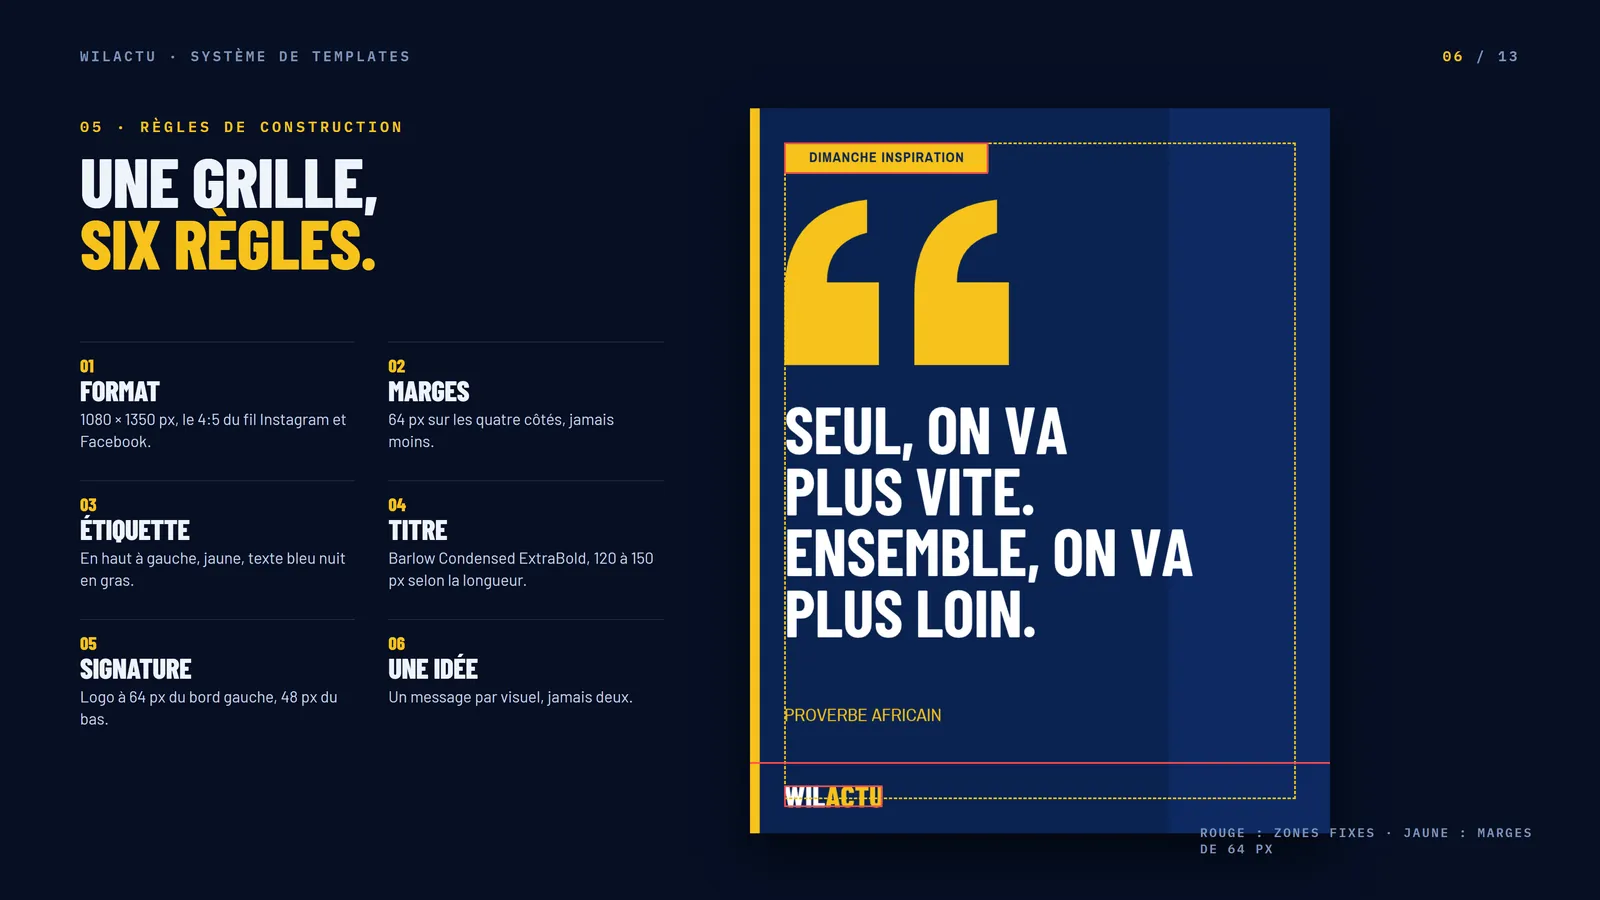 WILACTU · SYSTÈME DE TEMPLATES
06 / 13
05 · RÈGLES DE CONSTRUCTION
UNE GRILLE,
SIX RÈGLES.
01
FORMAT
1080 × 1350 px, le 4:5 du fil Instagram et
Facebook.
02
MARGES
64 px sur les quatre côtés, jamais
moins.
03
ÉTIQUETTE
En haut à gauche, jaune, texte bleu nuit
en gras.
04
TITRE
Barlow Condensed ExtraBold, 120 à 150
px selon la longueur.
05
SIGNATURE
Logo à 64 px du bord gauche, 48 px du
bas.
06
UNE IDÉE
Un message par visuel, jamais deux.
DIMANCHE INSPIRATION
“
SEUL, ON VA
PLUS VITE.
ENSEMBLE, ON VA
PLUS LOIN.
PROVERBE AFRICAIN
WILACTU
ROUGE : ZONES FIXES · JAUNE : MARGES
DE 64 PX